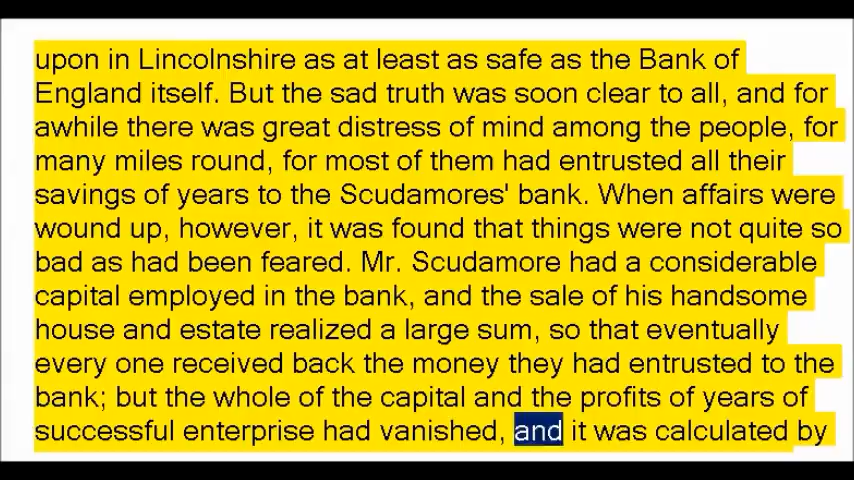 upon in Lincolnshire as at least as safe as the Bank of
England itself. But the sad truth was soon clear to all, and for
awhile there was great distress of mind among the people, for
many miles round, for most of them had entrusted all their
savings of years to the Scudamores' bank. When affairs were
wound up, however, it was found that things were not quite so
bad as had been feared. Mr. Scudamore had a considerable
capital employed in the bank, and the sale of his handsome
house and estate realized a large sum, so that eventually
every one received back the money they had entrusted to the
bank; but the whole of the capital and the profits of years of
successful enterprise had vanished, and it was calculated by